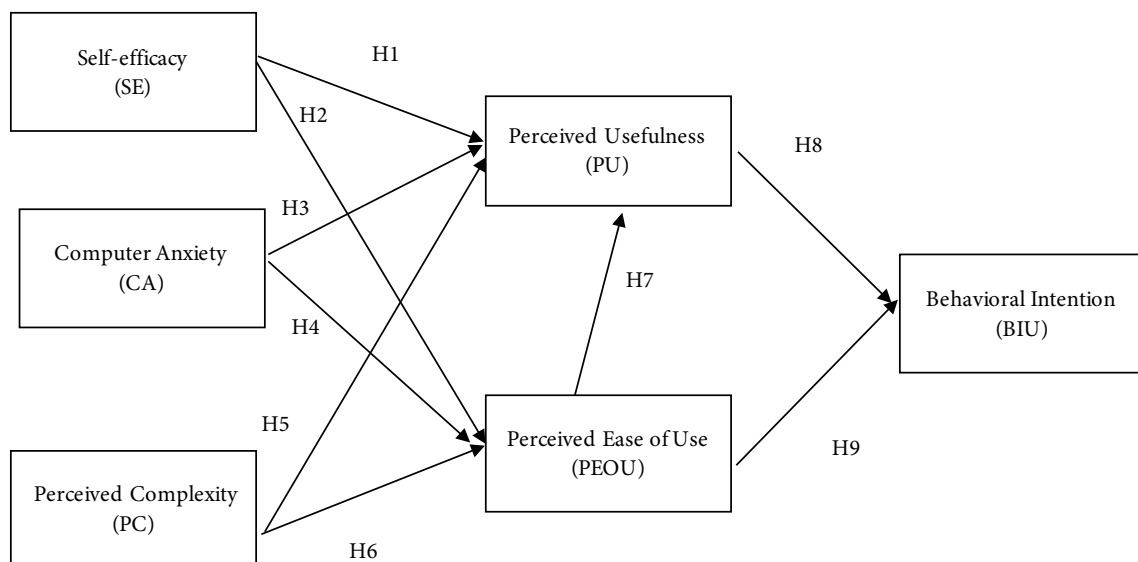 Self-efficacy
(SE)
H1
H2
Perceived Usefulness
(PU)
H8
H3
Computer Anxiety
(CA)
H7
Behavioral Intention
(BIU)
H4
H5
Perceived Ease of Use
(PEOU)
H9
Perceived Complexity
(PC)
H6